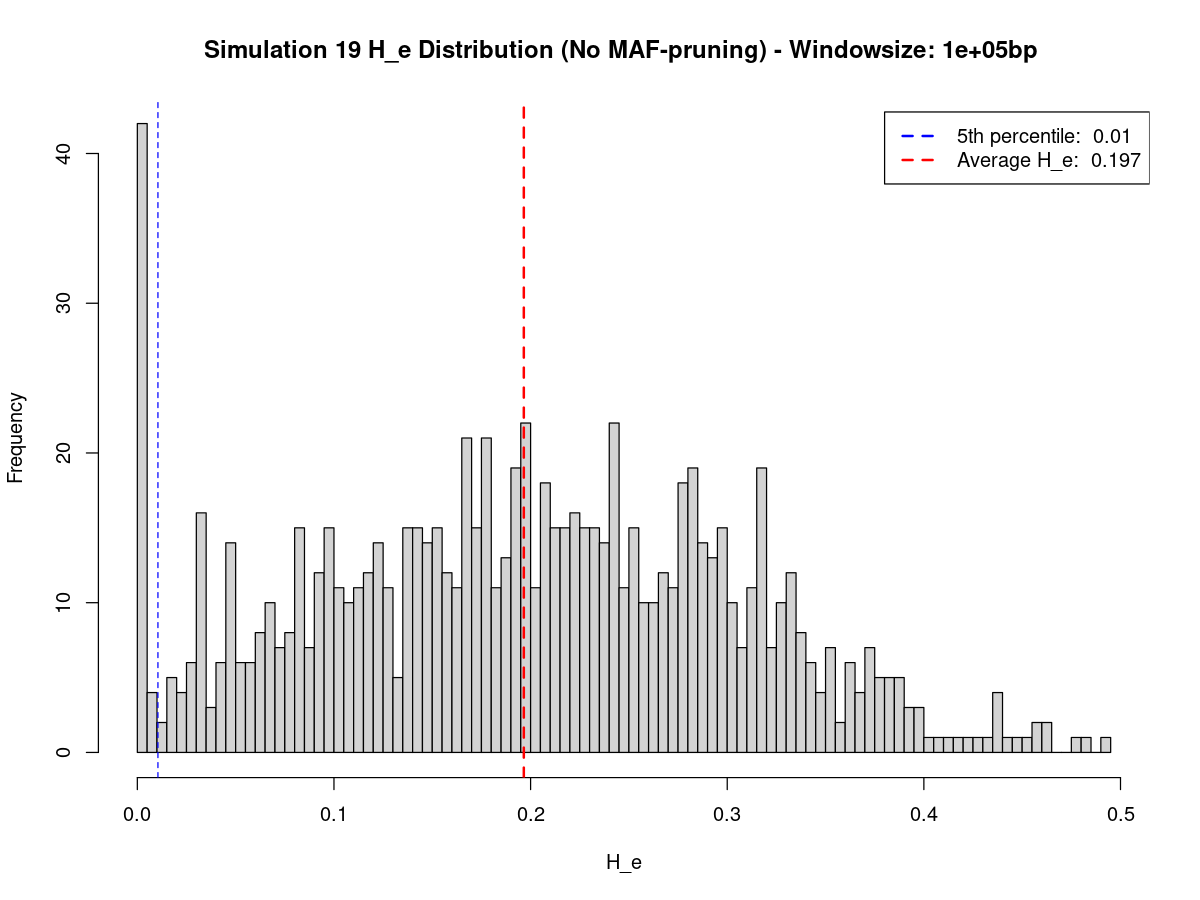 Simulation 19 H_e Distribution (No MAF-pruning) - Windowsize: 1e+05bp
5th percentile:  0.01
Average H_e:  0.197
Frequency
40
30
20
10
0
0.0 0.1 0.2 0.3 0.4 0.5
H_e